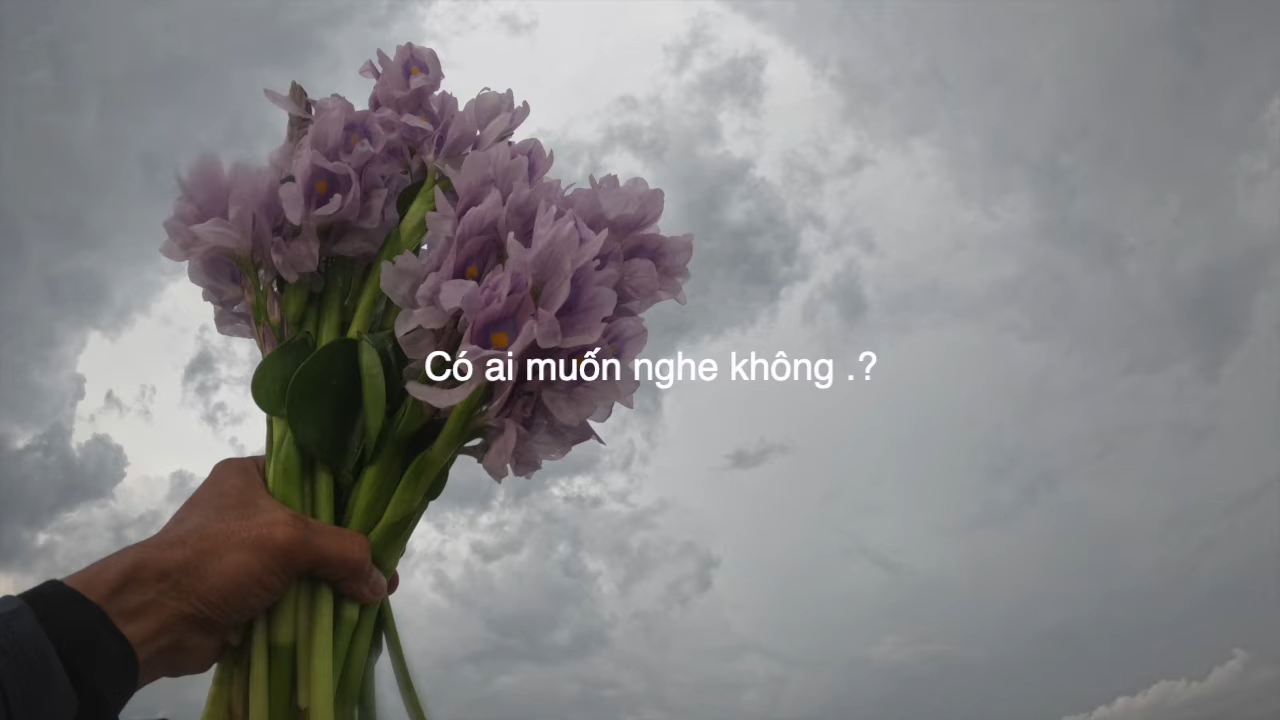 Có ai muốn nghe không .?